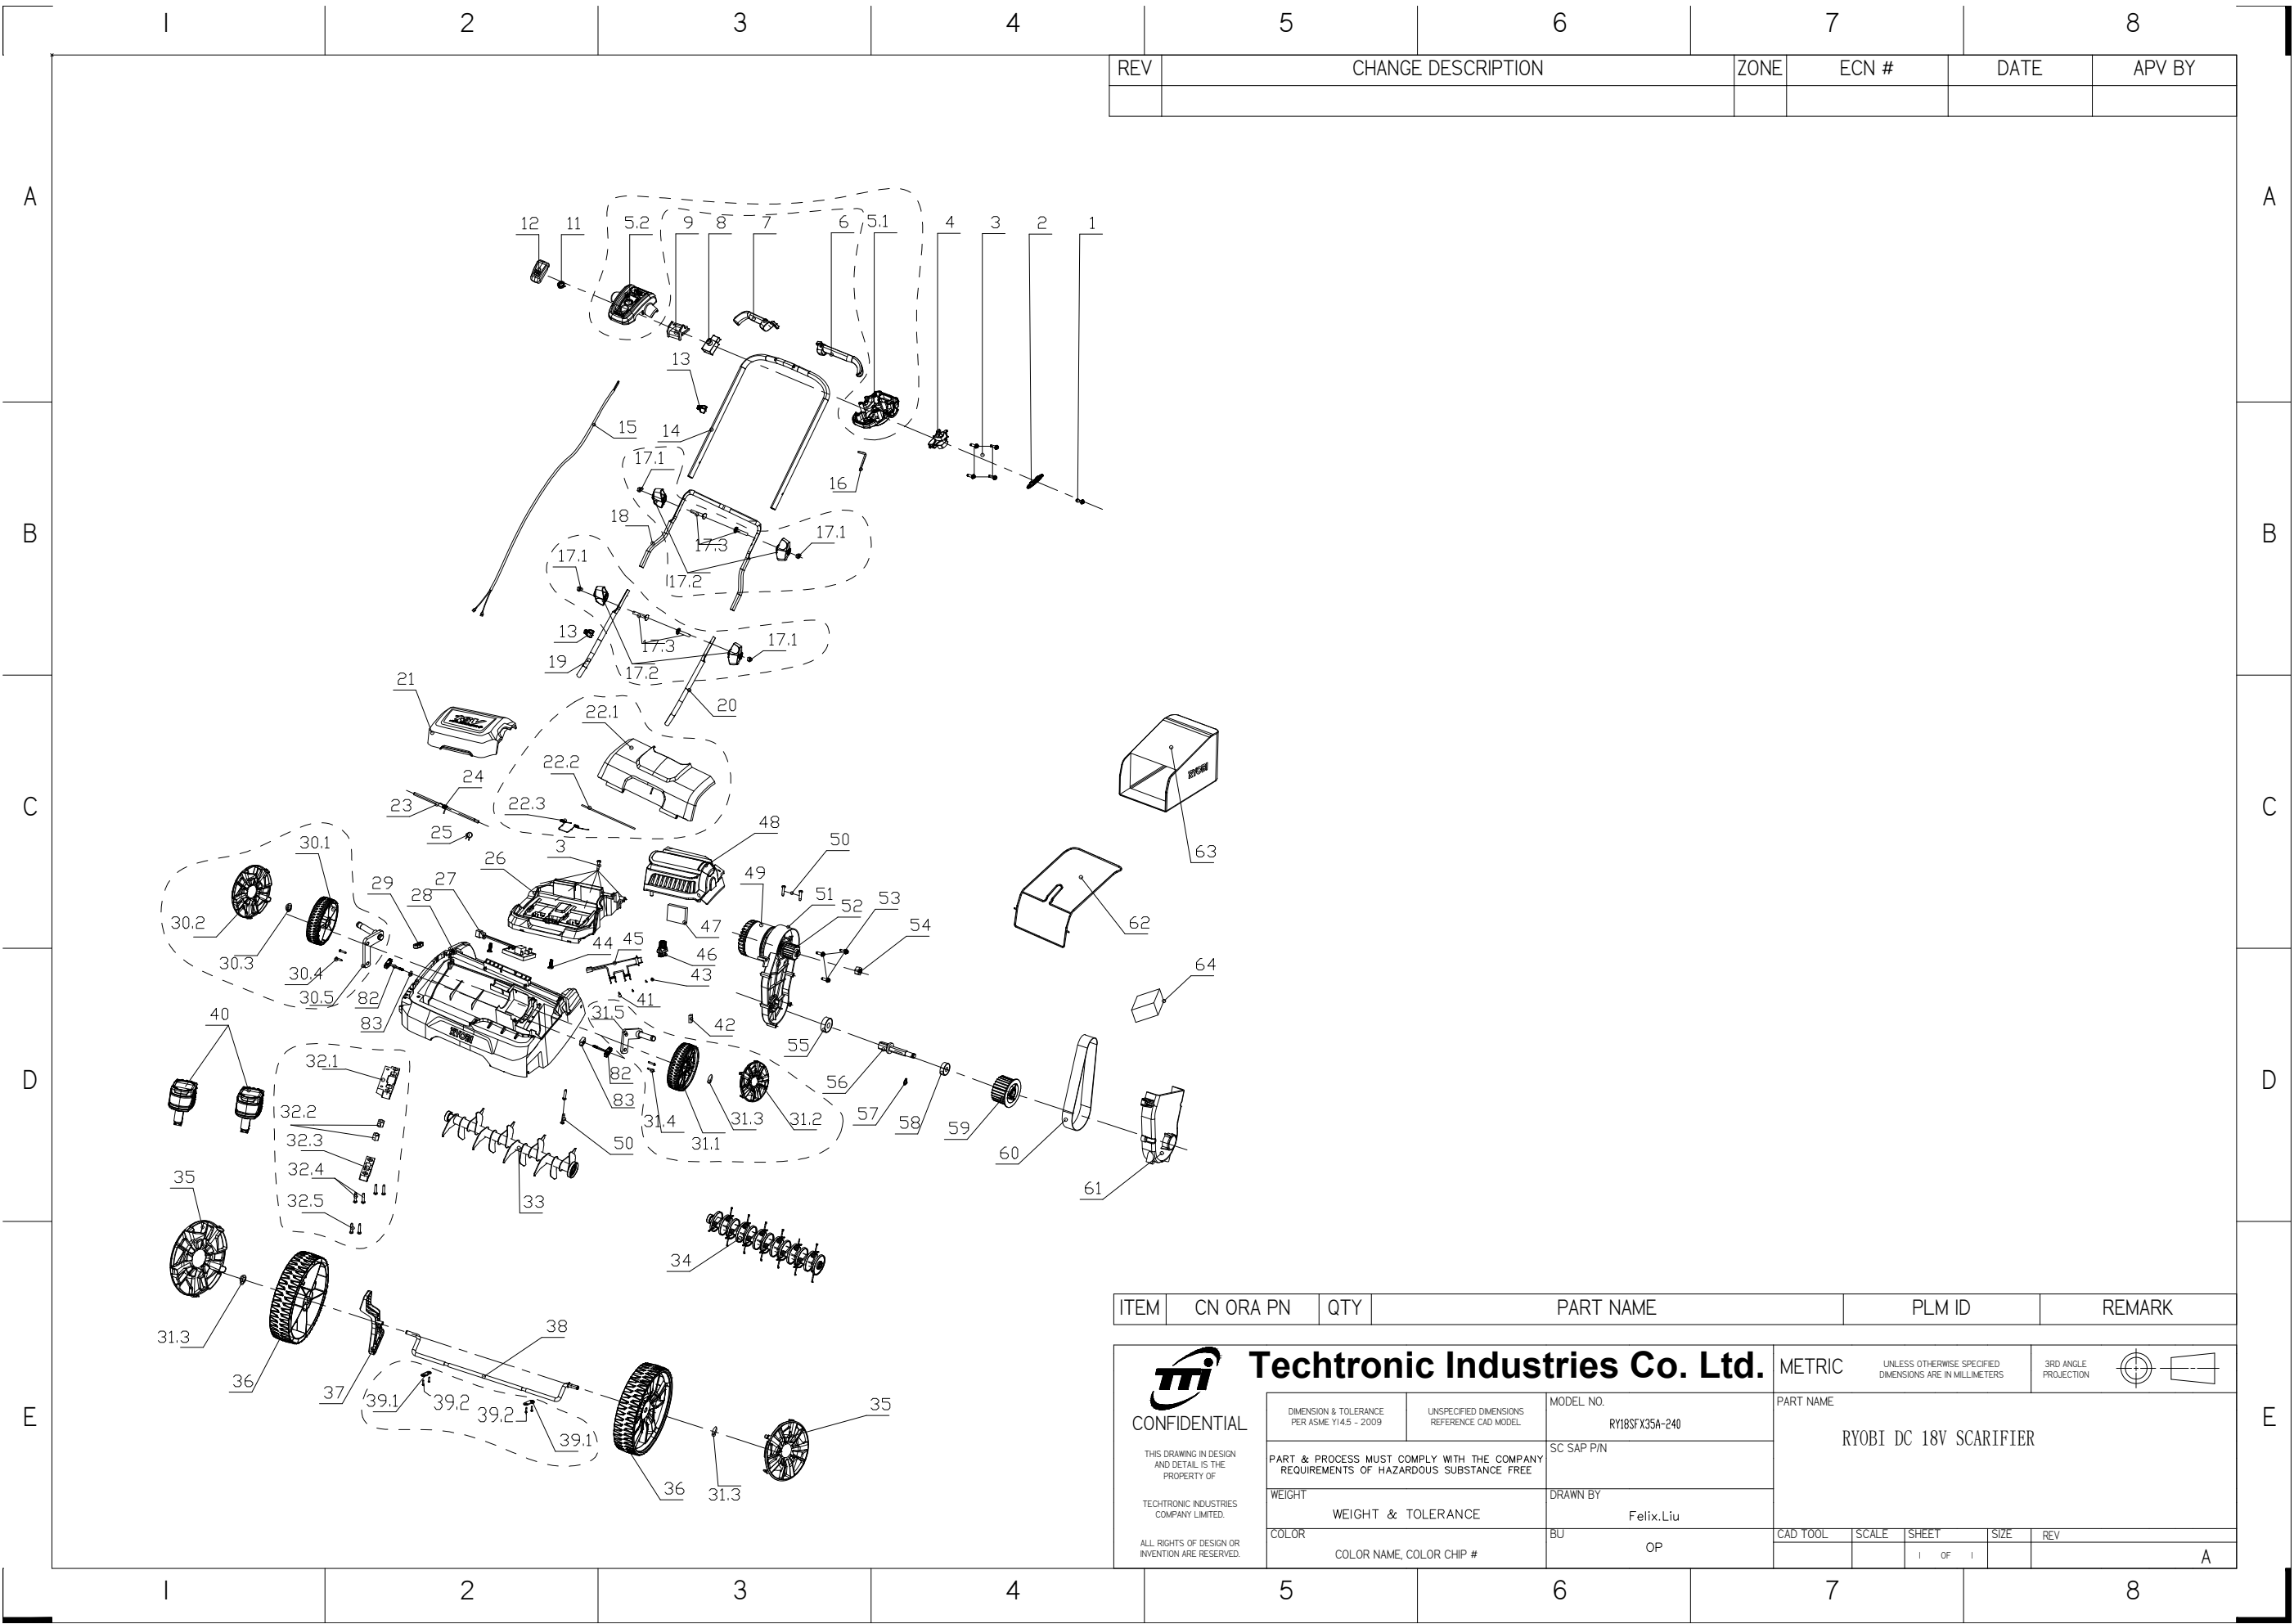 1 2 3 4 5 6 7 8
REV CHANGE DESCRIPTION ZONE ECN # DATE APV BY
A A
12 11 5.2 9 8 7 6 5.1 4 3 2 1
13
15 14
17.1
16
B B
18
17.3 17.1
17.1
17.2
13 17.3 17.1
19 17.2
21
20
22.1
22.2
24
C C
23 22.3
25
48
30.1 3 50
26 49 63
29 27
28 51 53
52
30.2 47 62
54
45
44
46
30.3 43
30.4 64
30.5 82 41
31.5
40 83 42
55
32.1
D D
82 56
32.2 83 57
31.4 31.3 31.2 58
32.3 31.1 59
50
32.4 60
35
32.5 33 61
34
ITEM CN ORA PN QTY PART NAME PLM ID REMARK
31.3 38
36 37
39.1 39.2
39.2
39.1
35
36 31.3
E E
TTI
Techtronic Industries Co. Ltd.
METRIC
UNLESS OTHERWISE SPECIFIED
DIMENSIONS ARE IN MILLIMETERS
3RD ANGLE
PROJECTION
CONFIDENTIAL
DIMENSION & TOLERANCE
PER ASME Y14.5 - 2009
UNSPECIFIED DIMENSIONS
REFERENCE CAD MODEL
MODEL NO.
RY18SFX35A-240
PART NAME
RYOBI DC 18V SCARIFIER
THIS DRAWING IN DESIGN
AND DETAIL IS THE
PROPERTY OF
PART & PROCESS MUST COMPLY WITH THE COMPANY
REQUIREMENTS OF HAZARDOUS SUBSTANCE FREE
SC SAP P/N
TECHTRONIC INDUSTRIES
COMPANY LIMITED.
WEIGHT
WEIGHT & TOLERANCE
DRAWN BY
Felix.Liu
ALL RIGHTS OF DESIGN OR
INVENTION ARE RESERVED.
COLOR
COLOR NAME, COLOR CHIP #
BU
OP
CAD TOOL SCALE SHEET SIZE REV
1 OF 1
A
1 2 3 4 5 6 7 8
RYOBI
RYOBI